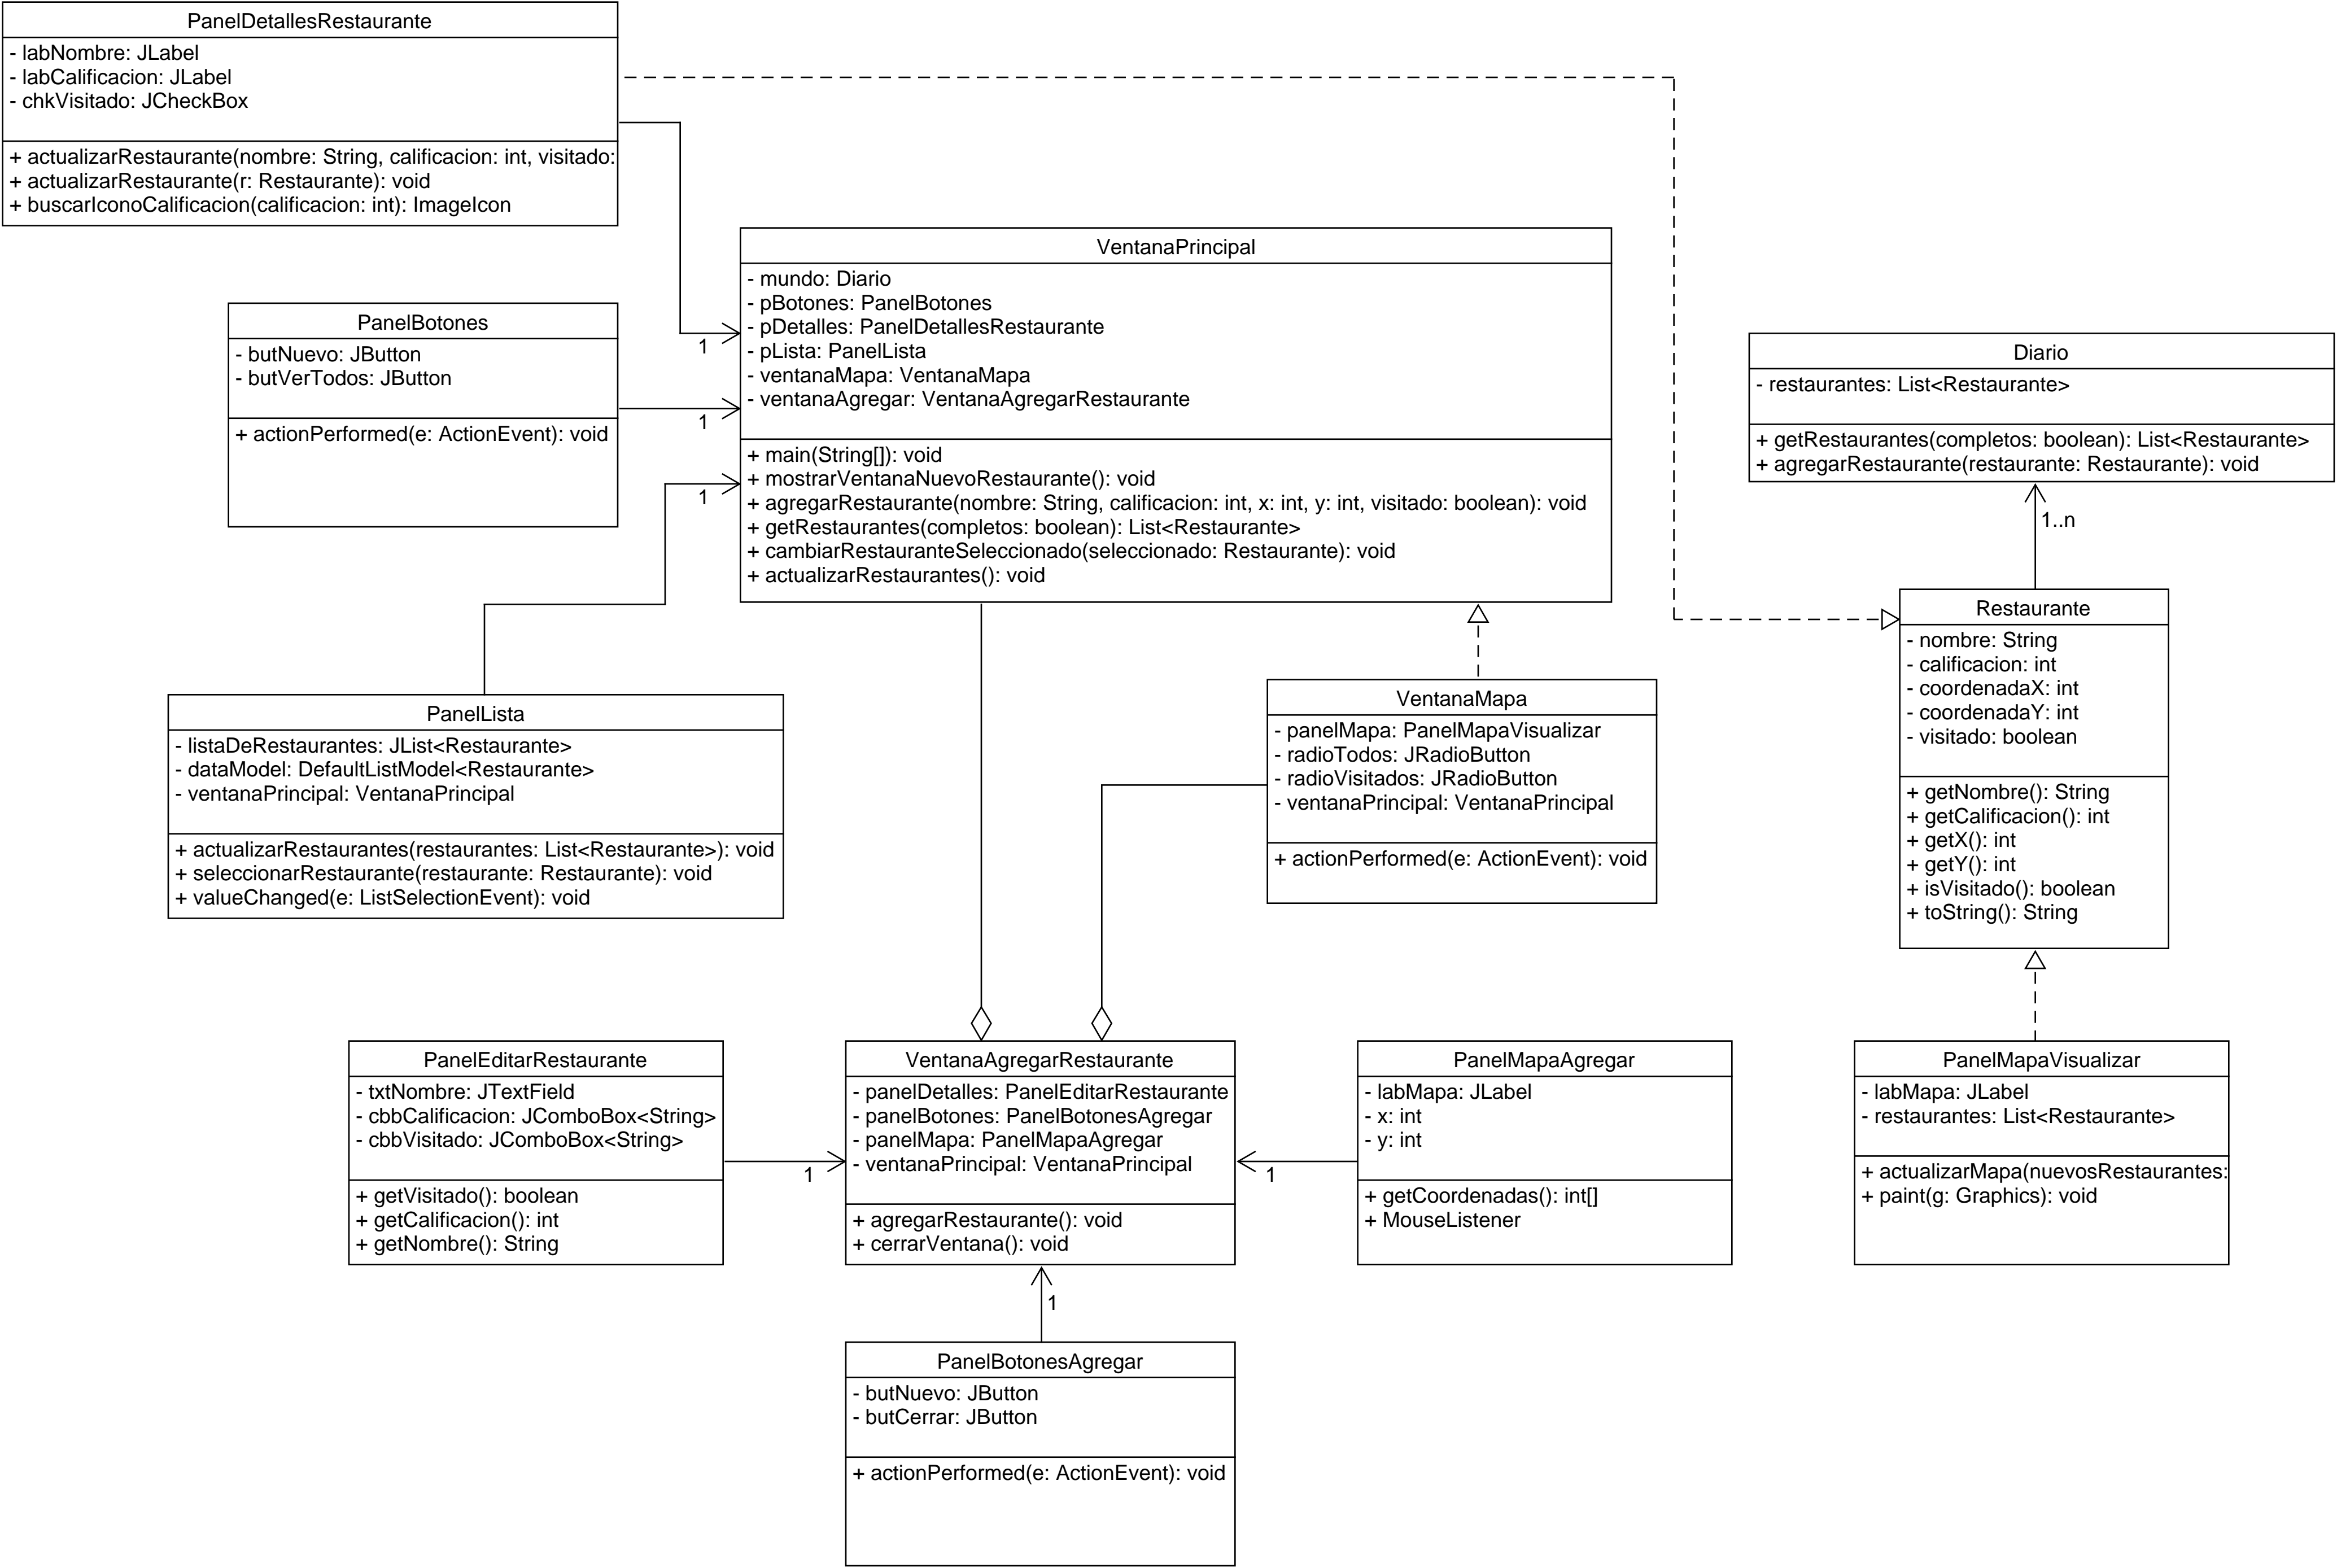 PanelDetallesRestaurante
- labNombre: JLabel
- labCalificacion: JLabel
- chkVisitado: JCheckBox
+ actualizarRestaurante(nombre: String, calificacion: int, visitado:
+ actualizarRestaurante(r: Restaurante): void
+ buscarIconoCalificacion(calificacion: int): ImageIcon
VentanaPrincipal
- mundo: Diario
- pBotones: PanelBotones
- pDetalles: PanelDetallesRestaurante
- pLista: PanelLista
- ventanaMapa: VentanaMapa
- ventanaAgregar: VentanaAgregarRestaurante
+ main(String[]): void
+ mostrarVentanaNuevoRestaurante(): void
+ agregarRestaurante(nombre: String, calificacion: int, x: int, y: int, visitado: boolean): void
+ getRestaurantes(completos: boolean): List<Restaurante>
+ cambiarRestauranteSeleccionado(seleccionado: Restaurante): void
+ actualizarRestaurantes(): void
1
1
1
PanelBotones
- butNuevo: JButton
- butVerTodos: JButton
+ actionPerformed(e: ActionEvent): void
Diario
- restaurantes: List<Restaurante>
+ getRestaurantes(completos: boolean): List<Restaurante>
+ agregarRestaurante(restaurante: Restaurante): void
1..n
Restaurante
- nombre: String
- calificacion: int
- coordenadaX: int
- coordenadaY: int
- visitado: boolean
+ getNombre(): String
+ getCalificacion(): int
+ getX(): int
+ getY(): int
+ isVisitado(): boolean
+ toString(): String
PanelLista
- listaDeRestaurantes: JList<Restaurante>
- dataModel: DefaultListModel<Restaurante>
- ventanaPrincipal: VentanaPrincipal
+ actualizarRestaurantes(restaurantes: List<Restaurante>): void
+ seleccionarRestaurante(restaurante: Restaurante): void
+ valueChanged(e: ListSelectionEvent): void
VentanaMapa
- panelMapa: PanelMapaVisualizar
- radioTodos: JRadioButton
- radioVisitados: JRadioButton
- ventanaPrincipal: VentanaPrincipal
+ actionPerformed(e: ActionEvent): void
PanelEditarRestaurante
- txtNombre: JTextField
- cbbCalificacion: JComboBox<String>
- cbbVisitado: JComboBox<String>
+ getVisitado(): boolean
+ getCalificacion(): int
+ getNombre(): String
1
VentanaAgregarRestaurante
- panelDetalles: PanelEditarRestaurante
- panelBotones: PanelBotonesAgregar
- panelMapa: PanelMapaAgregar
- ventanaPrincipal: VentanaPrincipal
+ agregarRestaurante(): void
+ cerrarVentana(): void
1
PanelMapaAgregar
- labMapa: JLabel
- x: int
- y: int
+ getCoordenadas(): int[]
+ MouseListener
PanelMapaVisualizar
- labMapa: JLabel
- restaurantes: List<Restaurante>
+ actualizarMapa(nuevosRestaurantes:
+ paint(g: Graphics): void
1
PanelBotonesAgregar
- butNuevo: JButton
- butCerrar: JButton
+ actionPerformed(e: ActionEvent): void